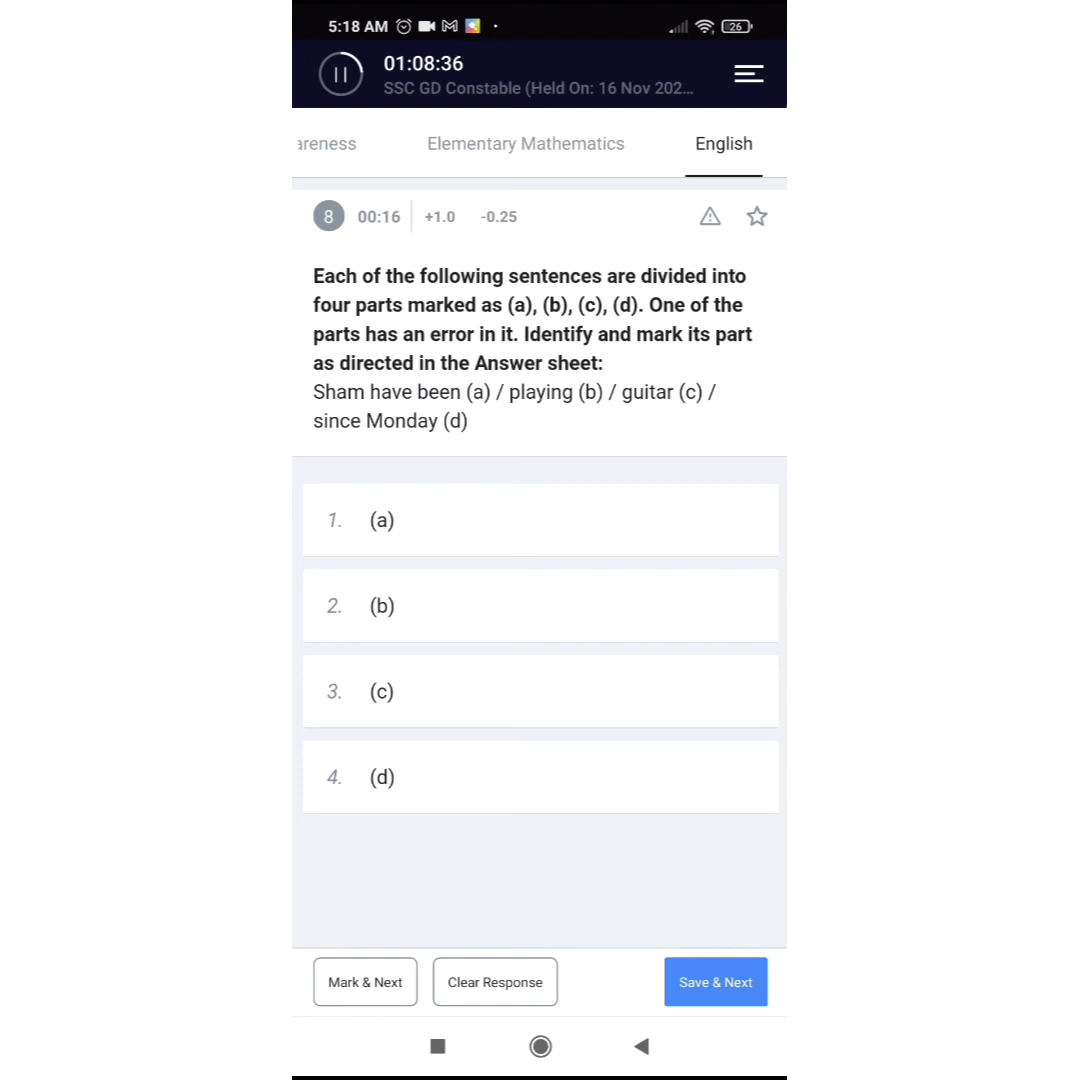 5:18 AM
26
01:08:36
SSC GD Constable (Held On: 16 Nov 202...
areness
Elementary Mathematics
English
8
00:16
+1.0
-0.25
Each of the following sentences are divided into
four parts marked as (a), (b), (c), (d). One of the
parts has an error in it. Identify and mark its part
as directed in the Answer sheet:
Sham have been (a) / playing (b) / guitar (c) /
since Monday (d)
1. (a)
2. (b)
3. (c)
4. (d)
Mark & Next
Clear Response
Save & Next